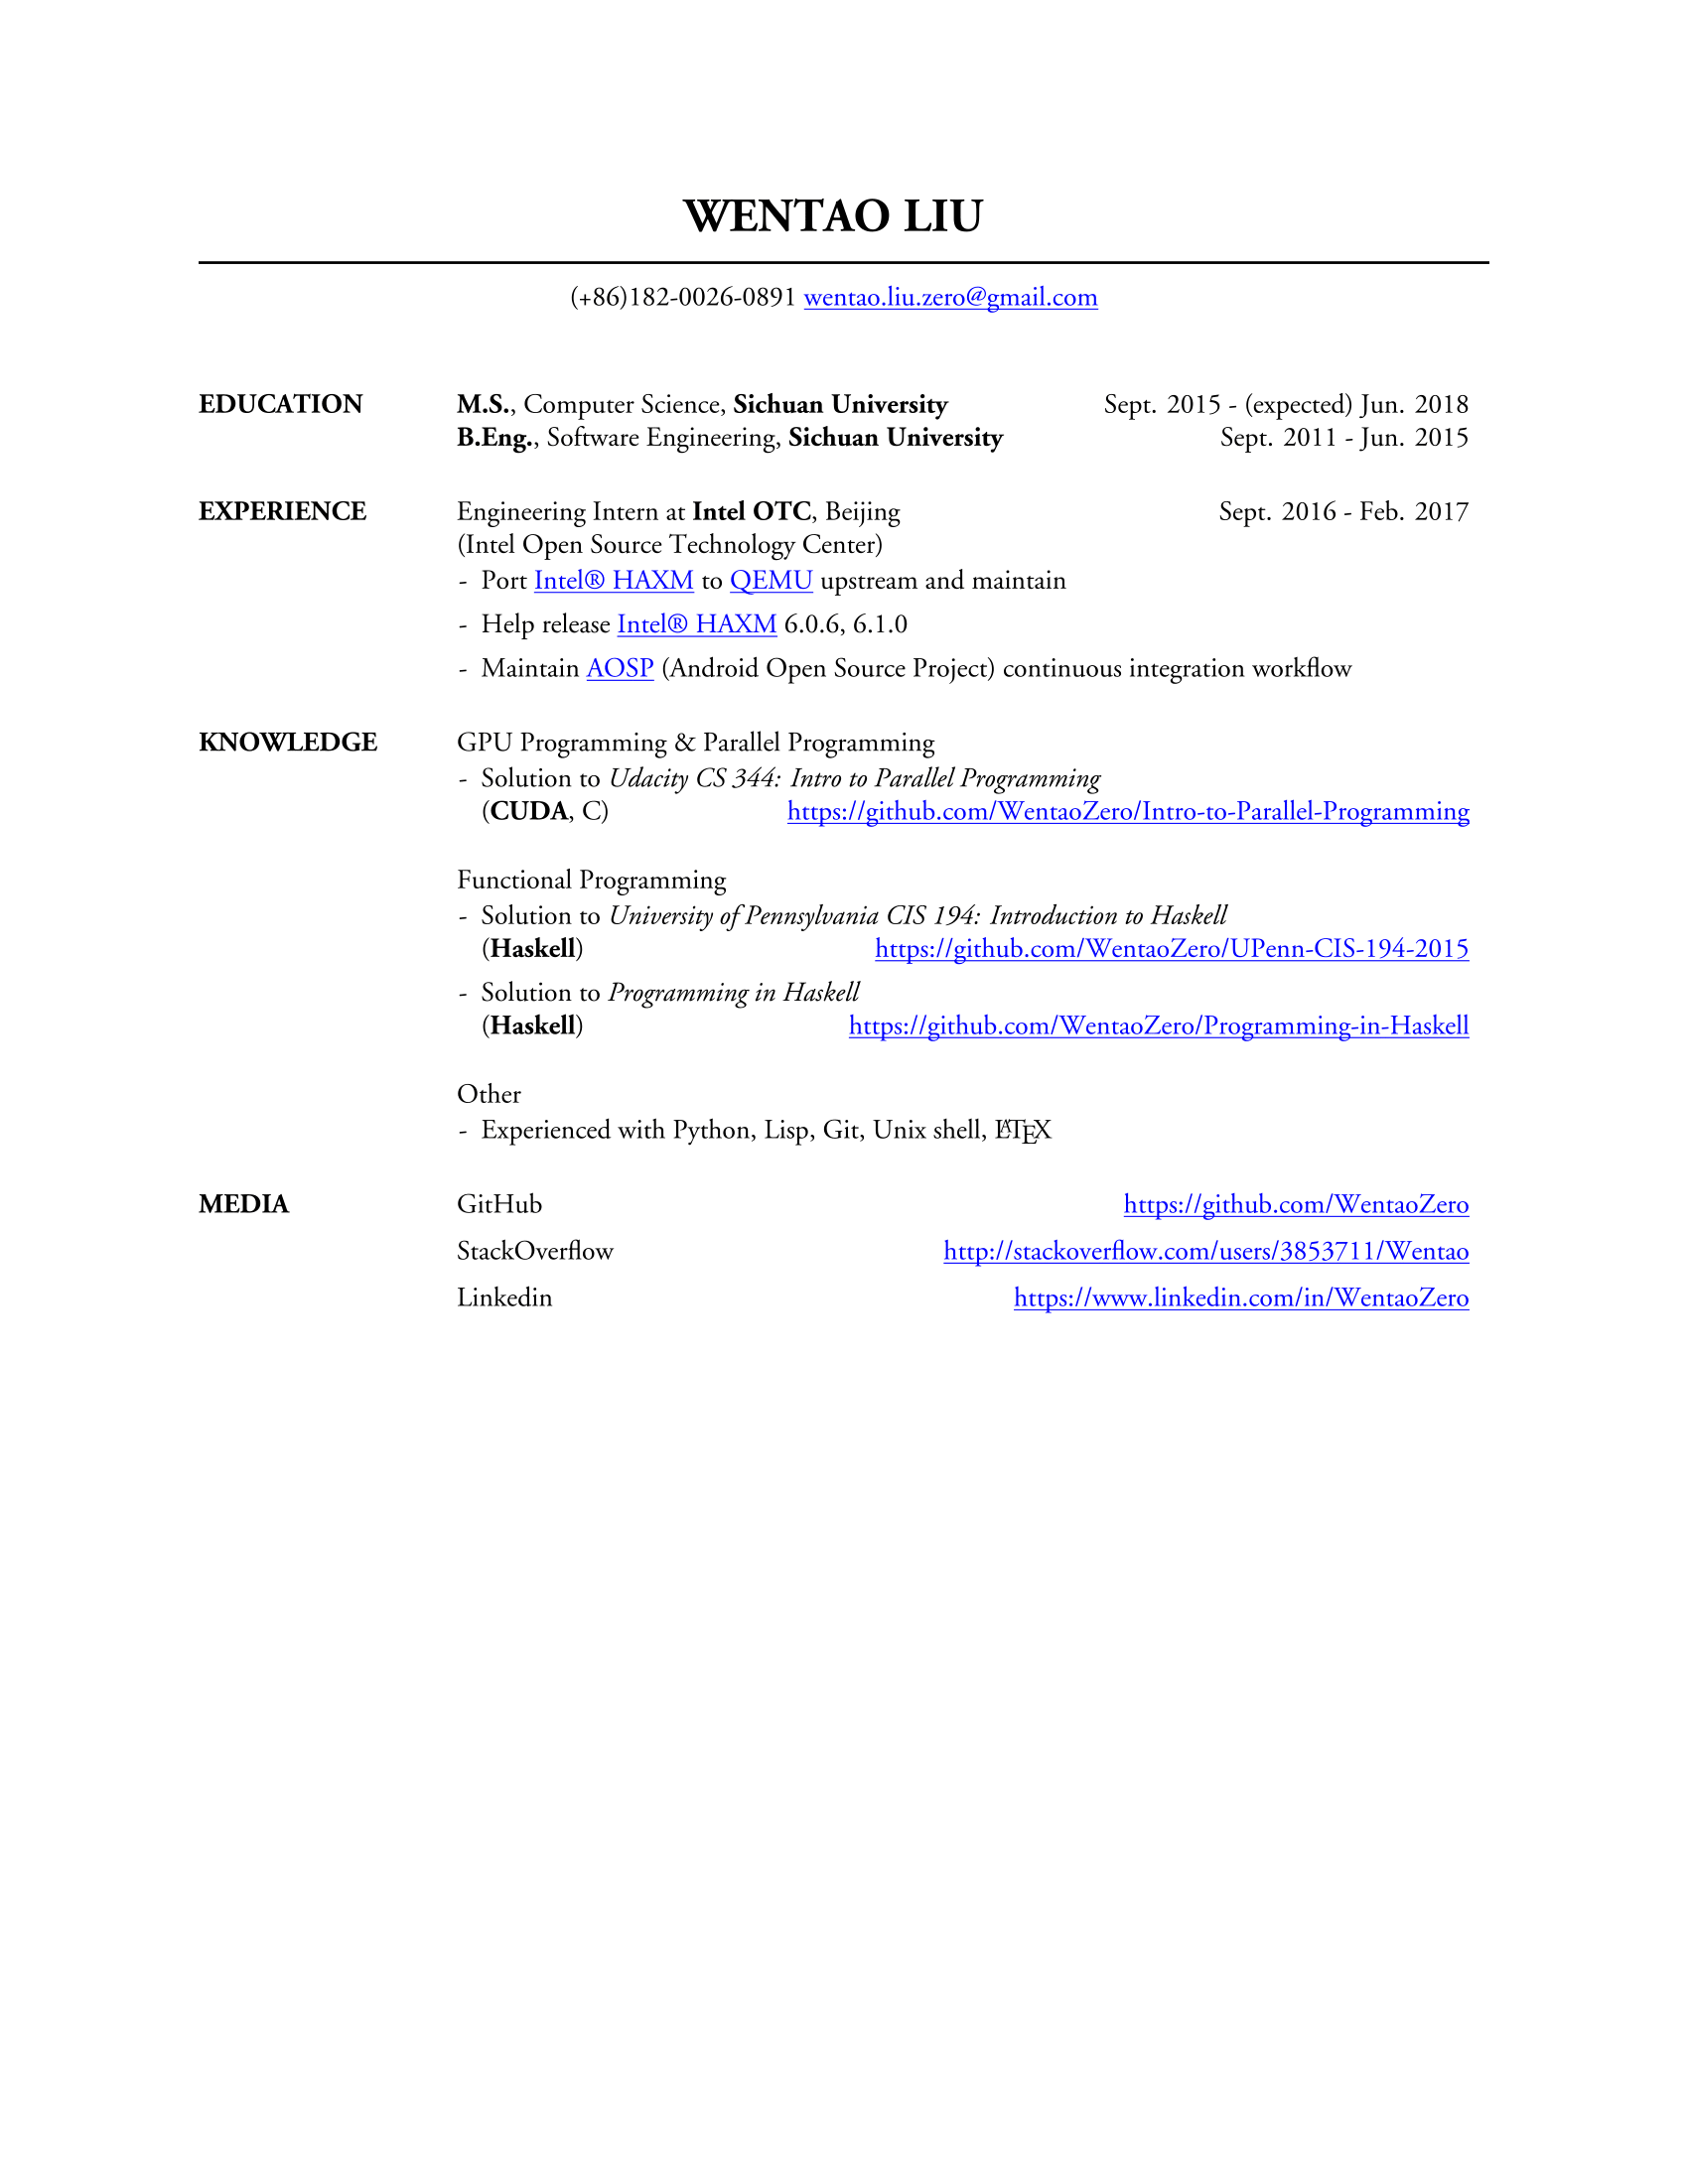 WENTAO LIU
(+86)182-0026-0891 wentao.liu.zero@gmail.com
EDUCATION M.S., Computer Science, Sichuan University Sept. 2015 - (expected) Jun. 2018
B.Eng., Software Engineering, Sichuan University Sept. 2011 - Jun. 2015
EXPERIENCE Engineering Intern at Intel OTC, Beijing Sept. 2016 - Feb. 2017
(Intel Open Source Technology Center)
- Port Intel® HAXM to QEMU upstream and maintain
- Help release Intel® HAXM 6.0.6, 6.1.0
- Maintain AOSP (Android Open Source Project) continuous integration workflow
KNOWLEDGE GPU Programming & Parallel Programming
- Solution to Udacity CS 344: Intro to Parallel Programming
(CUDA, C) https://github.com/WentaoZero/Intro-to-Parallel-Programming
Functional Programming
- Solution to University of Pennsylvania CIS 194: Introduction to Haskell
(Haskell) https://github.com/WentaoZero/UPenn-CIS-194-2015
- Solution to Programming in Haskell
(Haskell) https://github.com/WentaoZero/Programming-in-Haskell
Other
- Experienced with Python, Lisp, Git, Unix shell, LATEX
MEDIA GitHub https://github.com/WentaoZero
StackOverflow http://stackoverflow.com/users/3853711/Wentao
Linkedin https://www.linkedin.com/in/WentaoZero